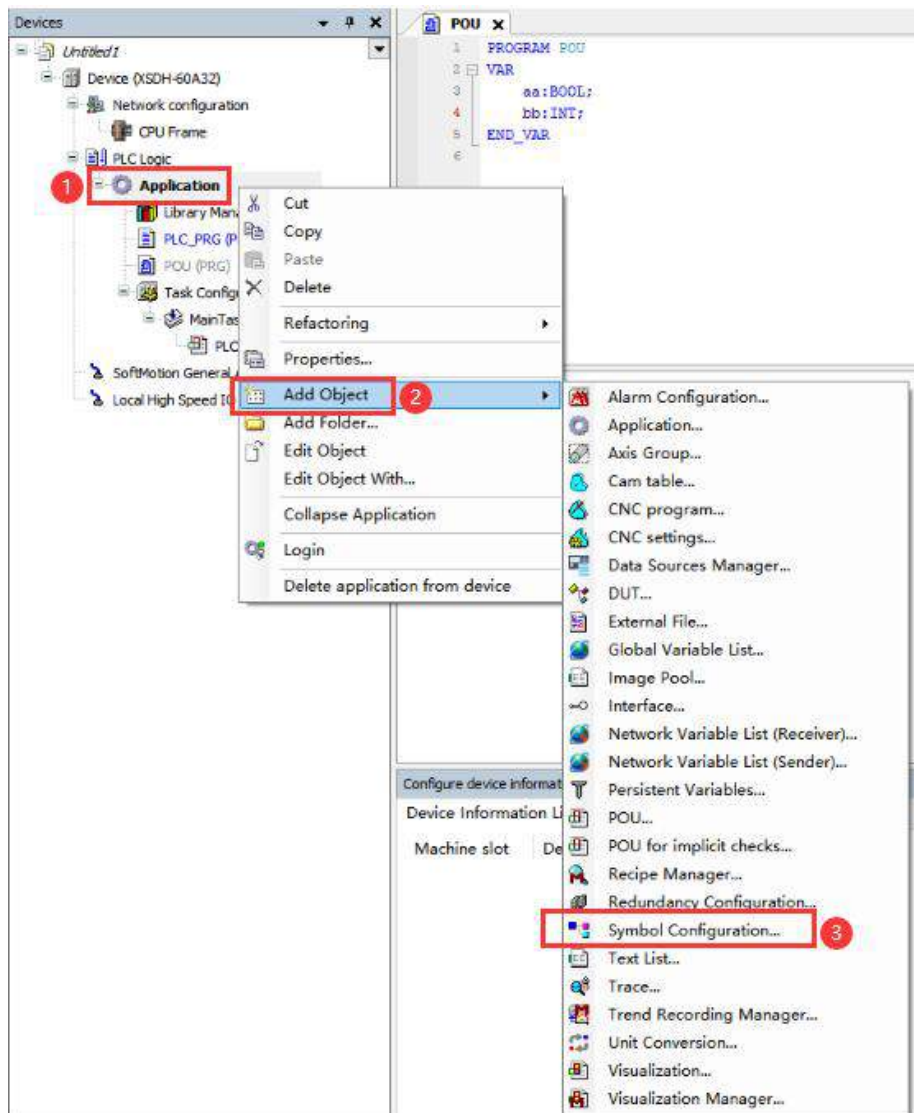 Devices
Untitled1
Device (XSDH-60A32)
Network configuration
CPU Frame
PLC Logic
1
Application
Library Man
PLC_PRG (P
POU (PRG)
Task Config
MainTas
PLC
SoftMotion General
Local High Speed IO
POU
1 PROGRAM POU
2 VAR
3 aa:BOOL;
4 bb:INT;
5 END_VAR
6
Cut
Copy
Paste
Delete
Refactoring
Properties...
Add Object
2
Add Folder...
Edit Object
Edit Object With...
Collapse Application
Login
Delete application from device
Alarm Configuration...
Application...
Axis Group...
Cam table...
CNC program...
CNC settings...
Data Sources Manager...
DUT...
External File...
Global Variable List...
Image Pool...
Interface...
Network Variable List (Receiver)...
Network Variable List (Sender)...
Persistent Variables...
POU...
POU for implicit checks...
Recipe Manager...
Redundancy Configuration...
Symbol Configuration...
3
Text List...
Trace...
Trend Recording Manager...
Unit Conversion...
Visualization...
Visualization Manager...
Configure device informat
Device Information Li
Machine slot De